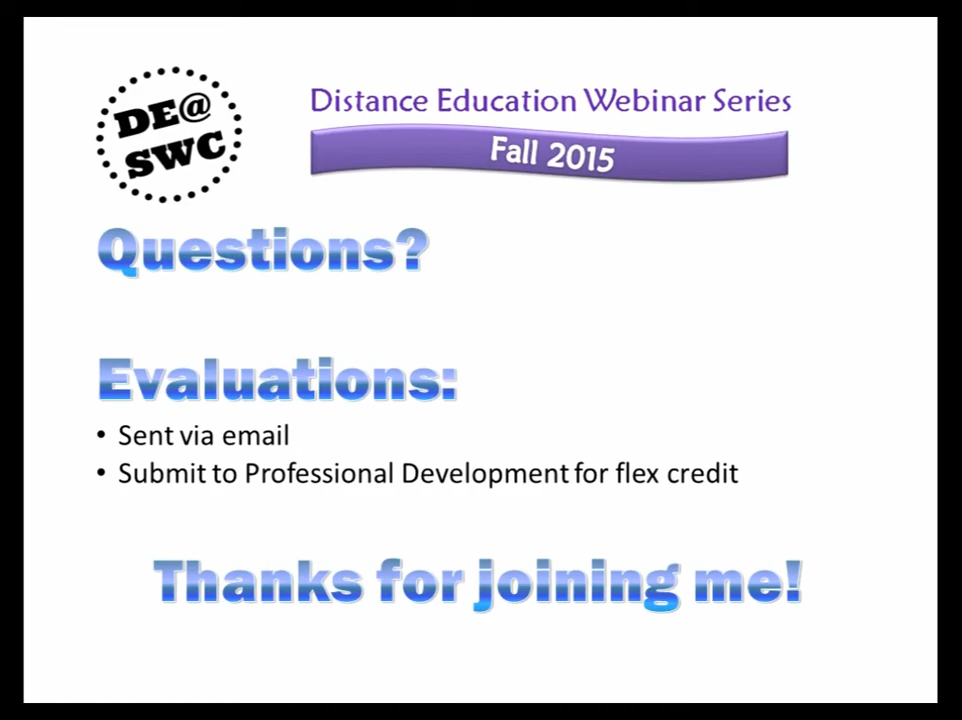 DE@
SWC
Distance Education Webinar Series
Fall 2015
Questions?
Evaluations:
• Sent via email
• Submit to Professional Development for flex credit
Thanks for joining me!